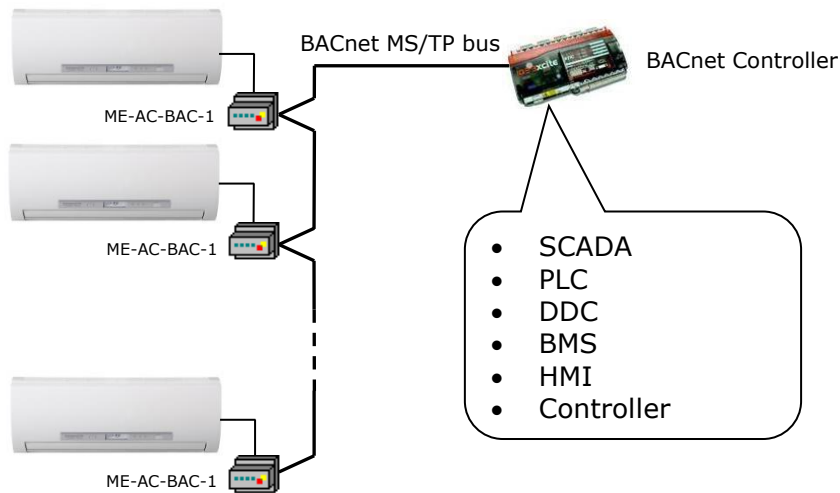 BACnet MS/TP bus
BACnet Controller
ME-AC-BAC-1
ME-AC-BAC-1
• SCADA
• PLC
• DDC
• BMS
• HMI
• Controller
ME-AC-BAC-1